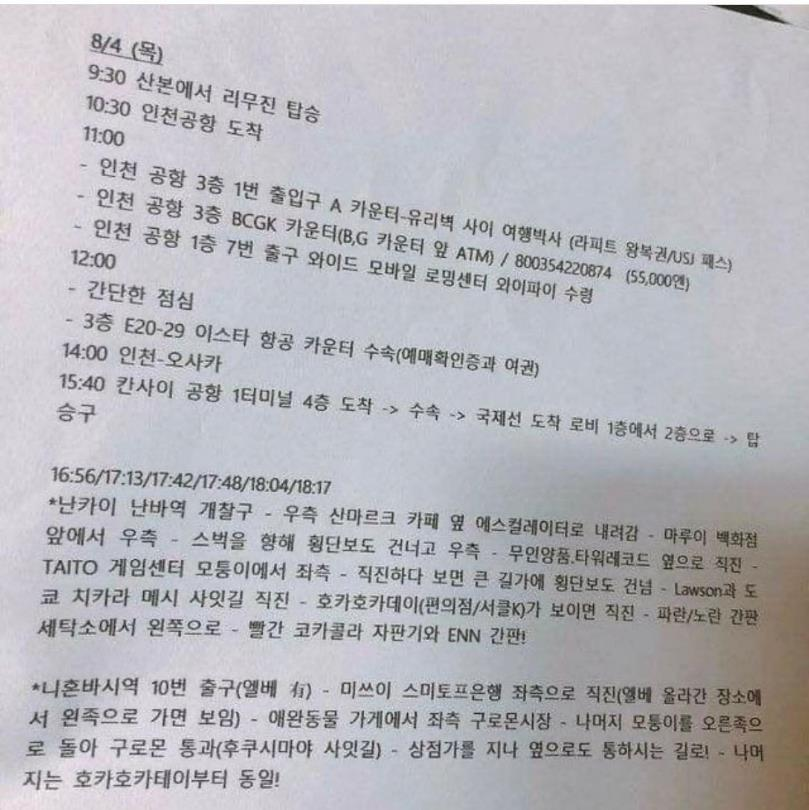 8/4 (목)
9:30 산본에서 리무진 탑승
10:30 인천공항 도착
11:00
- 인천 공항 3층 1번 출입구 A 카운터-유리벽 사이 여행박사 (라피트 왕복권/USJ 패스)
- 인천 공항 3층 BCGK 카운터(B,G 카운터 앞 ATM) / 800354220874 (55,000엔)
- 인천 공항 1층 7번 출구 와이드 모바일 로밍센터 와이파이 수령
12:00
- 간단한 점심
- 3층 E20-29 이스타 항공 카운터 수속(예매확인증과 여권)
14:00 인천-오사카
15:40 칸사이 공항 1터미널 4층 도착 -> 수속 -> 국제선 도착 로비 1층에서 2층으로 -> 탑
승구
16:56/17:13/17:42/17:48/18:04/18:17
*난카이 난바역 개찰구 - 우측 산마르크 카페 옆 에스컬레이터로 내려감 - 마루이 백화점
앞에서 우측 - 스벅을 향해 횡단보도 건너고 우측 - 무인양품.타워레코드 옆으로 직진 -
TAITO 게임센터 모퉁이에서 좌측 - 직진하다 보면 큰 길가에 횡단보도 건넘 - Lawson과 도
쿄 치카라 메시 사잇길 직진 - 호카호카데이(편의점/서클K)가 보이면 직진 - 파란/노란 간판
세탁소에서 왼쪽으로 - 빨간 코카콜라 자판기와 ENN 간판!
*니혼바시역 10번 출구(엘베 有) - 미쓰이 스미토프은행 좌측으로 직진(엘베 올라간 장소에
서 왼족으로 가면 보임) - 애완동물 가게에서 좌측 구로몬시장 - 나머지 모퉁이를 오른족으
로 돌아 구로몬 통과(후쿠시마야 사잇길) - 상점가를 지나 옆으로도 통하시는 길로! - 나머
지는 호카호카테이부터 동일!